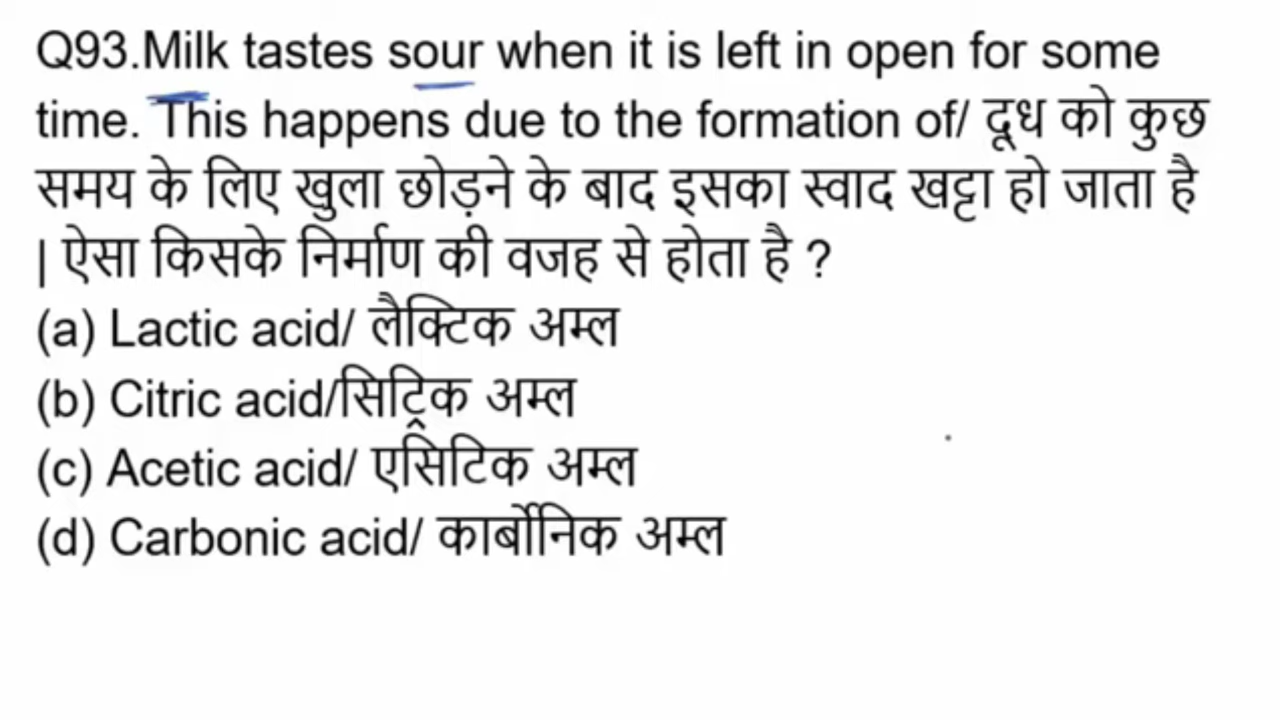 Q93.Milk tastes sour when it is left in open for some
time. This happens due to the formation of/ दूध को कुछ
समय के लिए खुला छोड़ने के बाद इसका स्वाद खट्टा हो जाता है
| ऐसा किसके निर्माण की वजह से होता है ?
(a) Lactic acid/ लैक्टिक अम्ल
(b) Citric acid/सिट्रिक अम्ल
(c) Acetic acid/ एसिटिक अम्ल
(d) Carbonic acid/ कार्बोनिक अम्ल